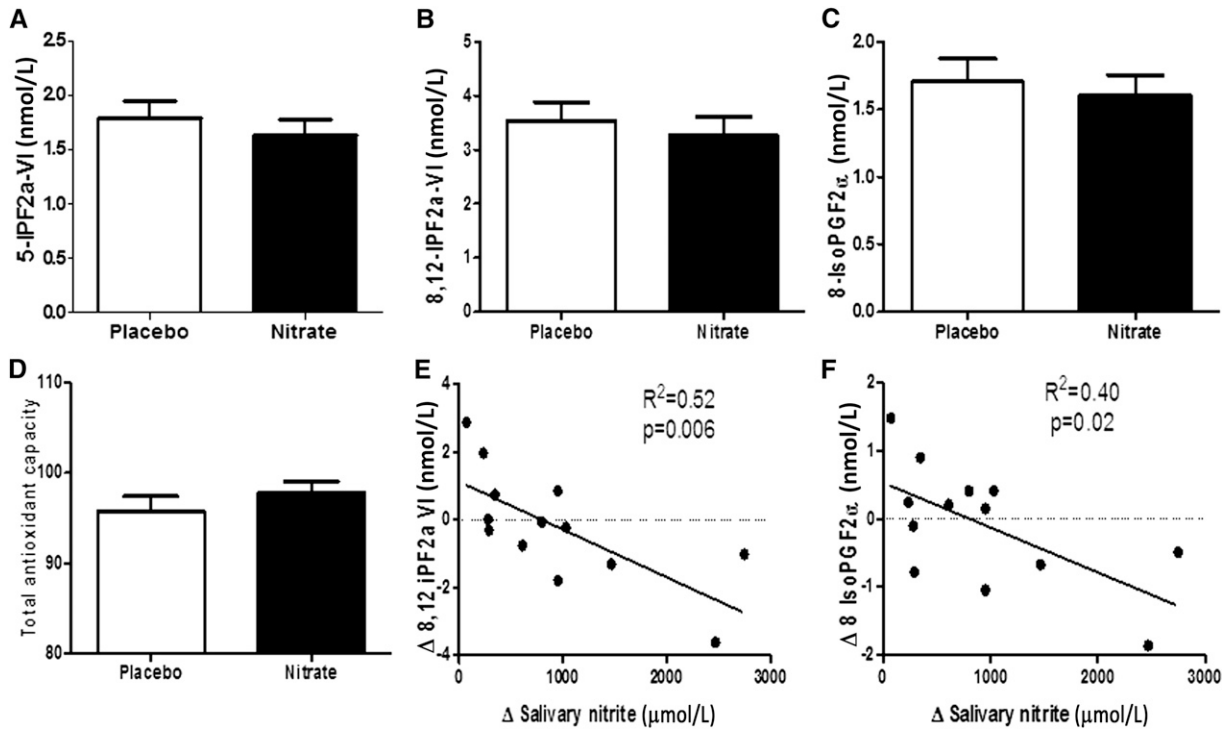 A
5-IPF2a-VI (nmol/L)
2.5
2.0
1.5
1.0
0.5
0.0
Placebo
Nitrate
B
8,12-IPF2a-VI (nmol/L)
5
4
3
2
1
0
Placebo
Nitrate
C
8-IsoPGF2α (nmol/L)
2.0
1.5
1.0
0.5
0.0
Placebo
Nitrate
D
Total antioxidant capacity
110
100
90
80
Placebo
Nitrate
E
Δ 8,12 iPF2a VI (nmol/L)
4
2
0
-2
-4
R²=0.52
p=0.006
0
1000
2000
3000
Δ Salivary nitrite (μmol/L)
F
Δ 8 IsoPGF2α (nmol/L)
2
1
0
-1
-2
R²=0.40
p=0.02
0
1000
2000
3000
Δ Salivary nitrite (μmol/L)